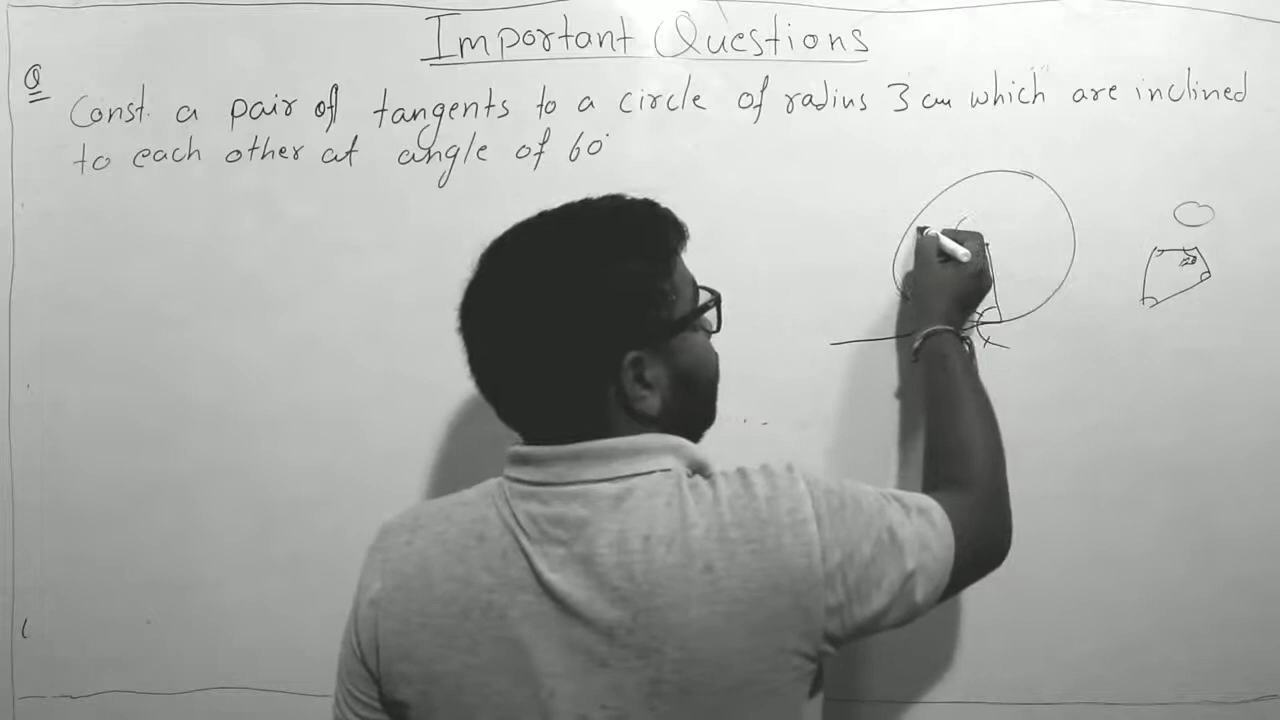 Important Questions
Q
Const. a pair of tangents to a circle of radius 3 cm which are inclined
to each other at angle of 60°